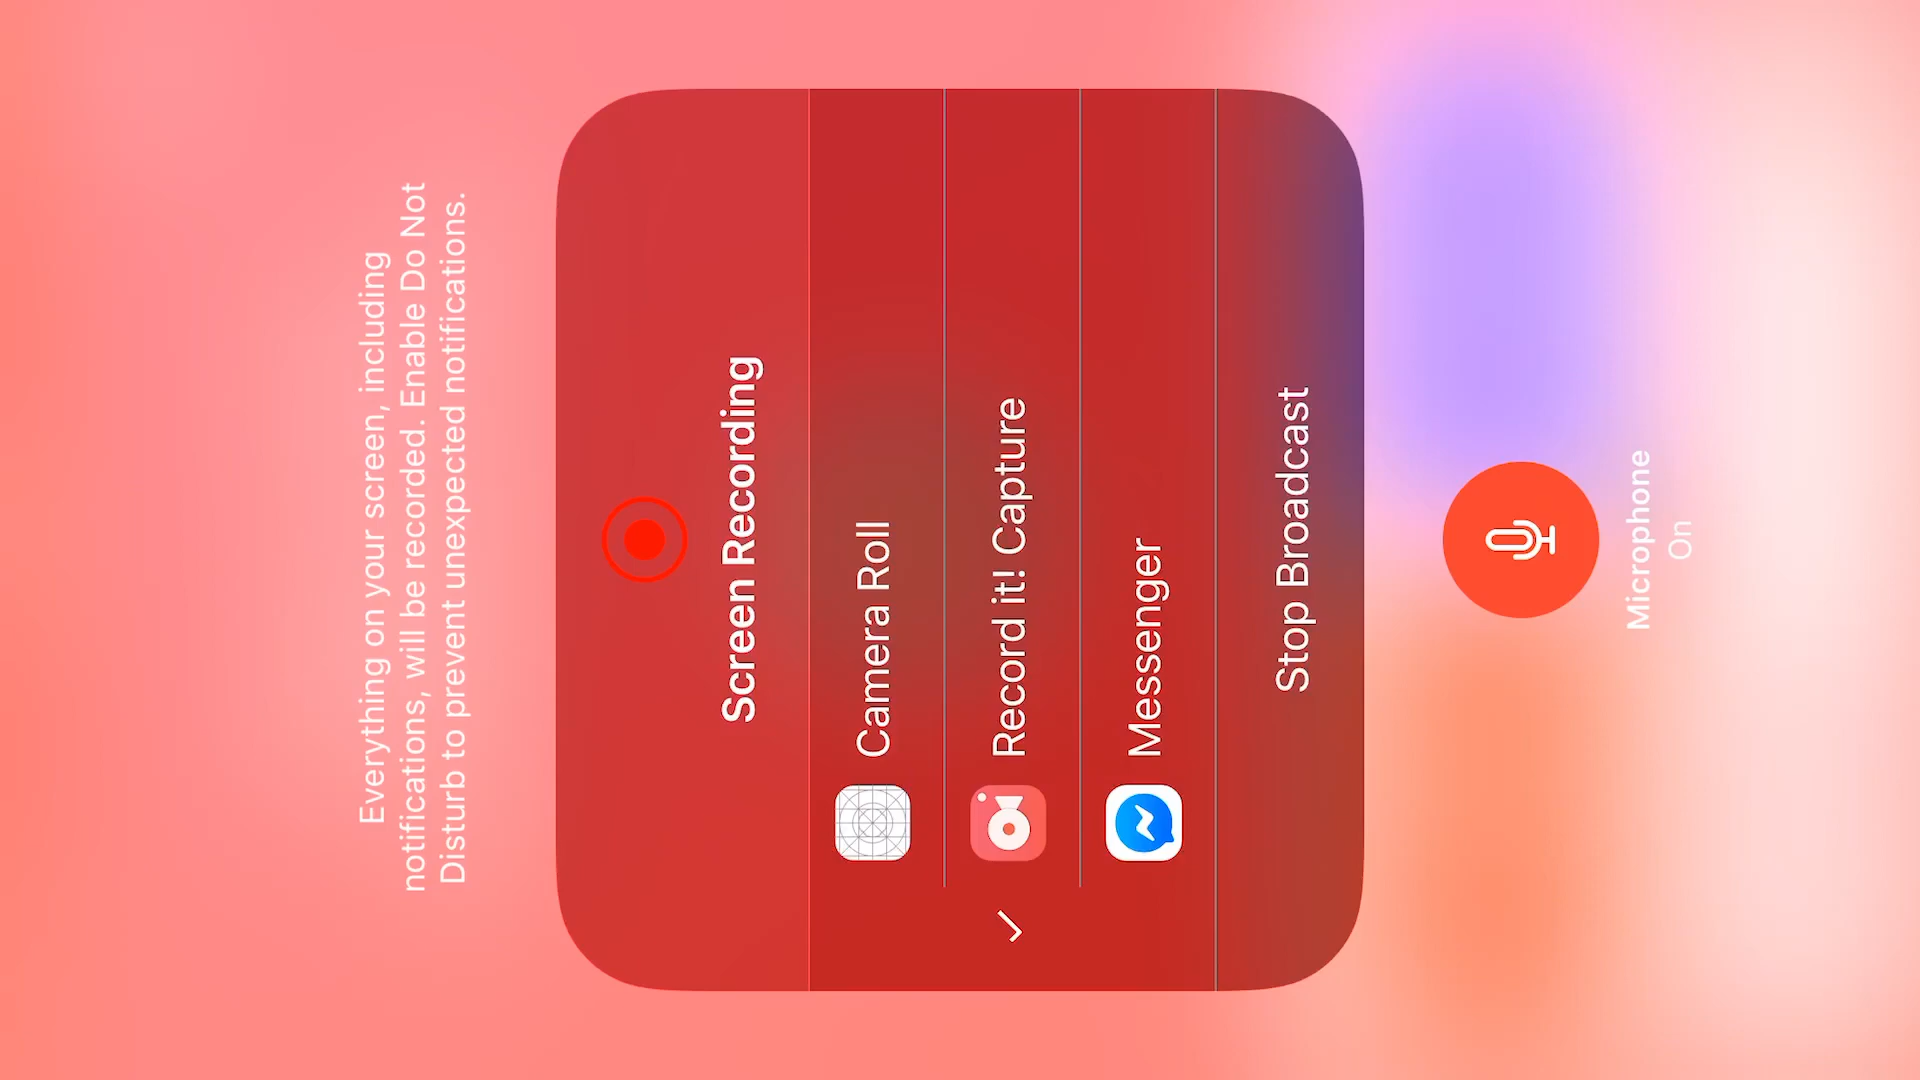 Everything on your screen, including
notifications, will be recorded. Enable Do Not
Disturb to prevent unexpected notifications.
Screen Recording
Camera Roll
Record it! Capture
Messenger
Stop Broadcast
Microphone
On